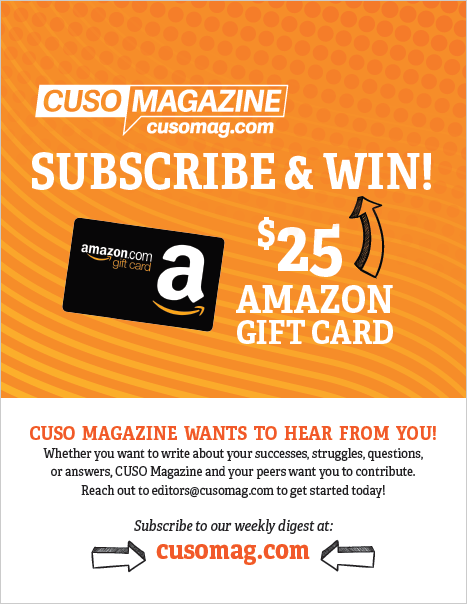 CUSO MAGAZINE
cusomag.com
SUBSCRIBE & WIN!
amazon.com
gift card
a
$25
AMAZON
GIFT CARD
CUSO MAGAZINE WANTS TO HEAR FROM YOU!
Whether you want to write about your successes, struggles, questions,
or answers, CUSO Magazine and your peers want you to contribute.
Reach out to editors@cusomag.com to get started today!
Subscribe to our weekly digest at:
cusomag.com